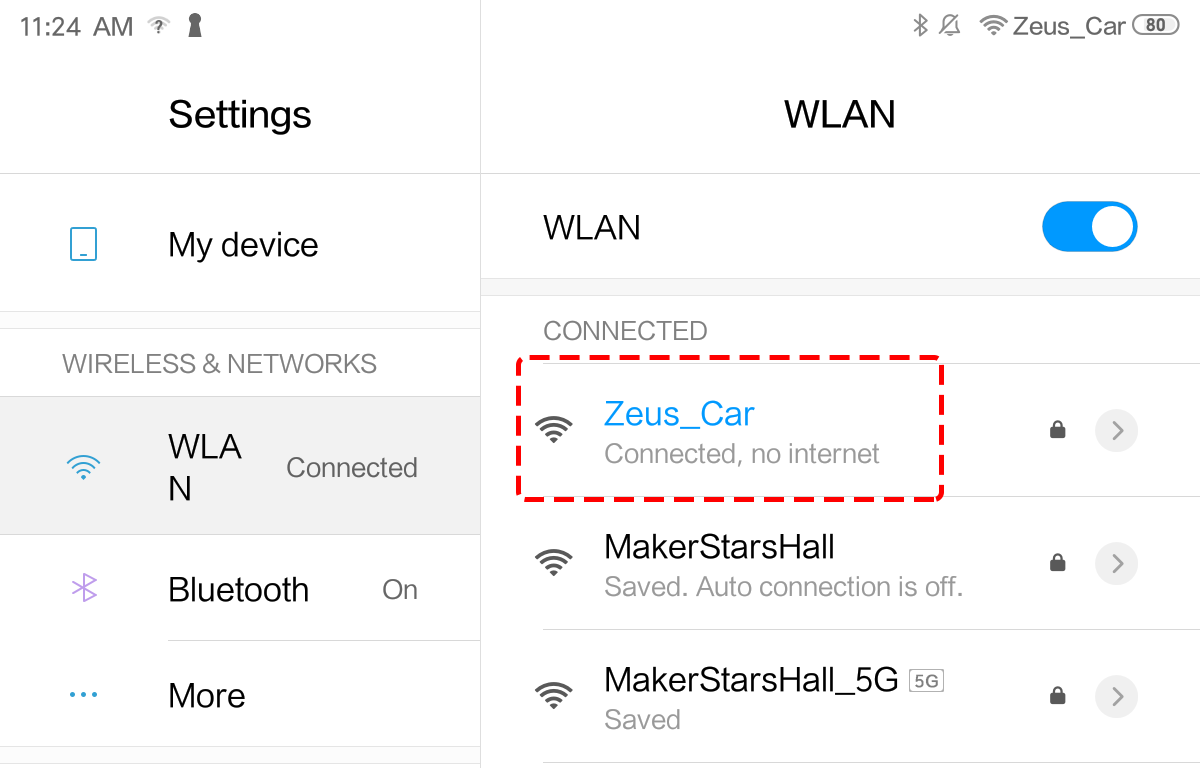 11:24 AM
Zeus_Car 80
Settings
My device
WIRELESS & NETWORKS
WLA
N
Connected
Bluetooth On
More
WLAN
WLAN
CONNECTED
Zeus_Car
Connected, no internet
MakerStarsHall
Saved. Auto connection is off.
MakerStarsHall_5G 5G
Saved